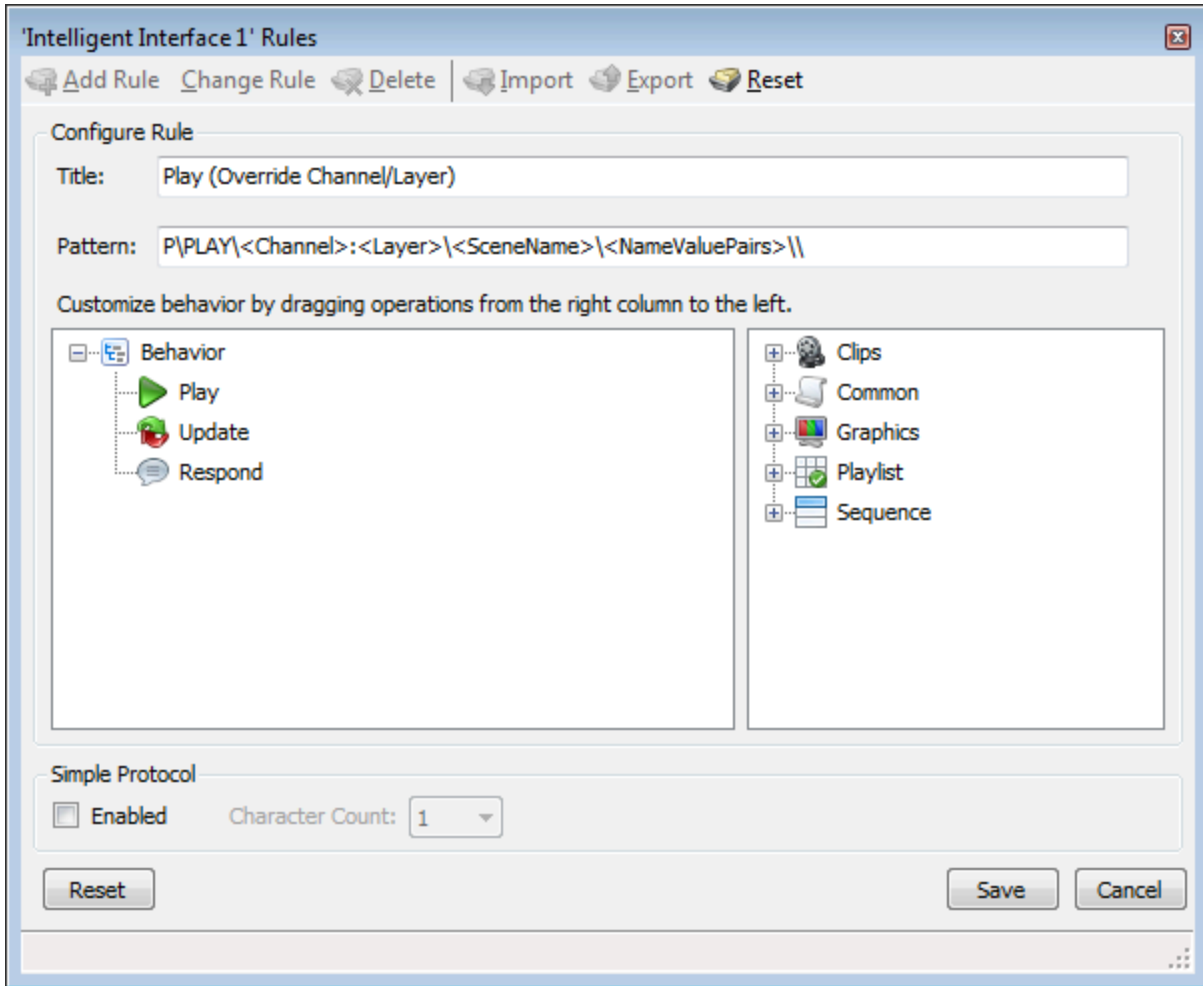 'Intelligent Interface 1' Rules
Add Rule Change Rule Delete Import Export Reset
Configure Rule
Title: Play (Override Channel/Layer)
Pattern: P\PLAY\<Channel>:<Layer>\<SceneName>\<NameValuePairs>\\
Customize behavior by dragging operations from the right column to the left.
Behavior
Play
Update
Respond
Clips
Common
Graphics
Playlist
Sequence
Simple Protocol
Enabled Character Count: 1
Reset Save Cancel